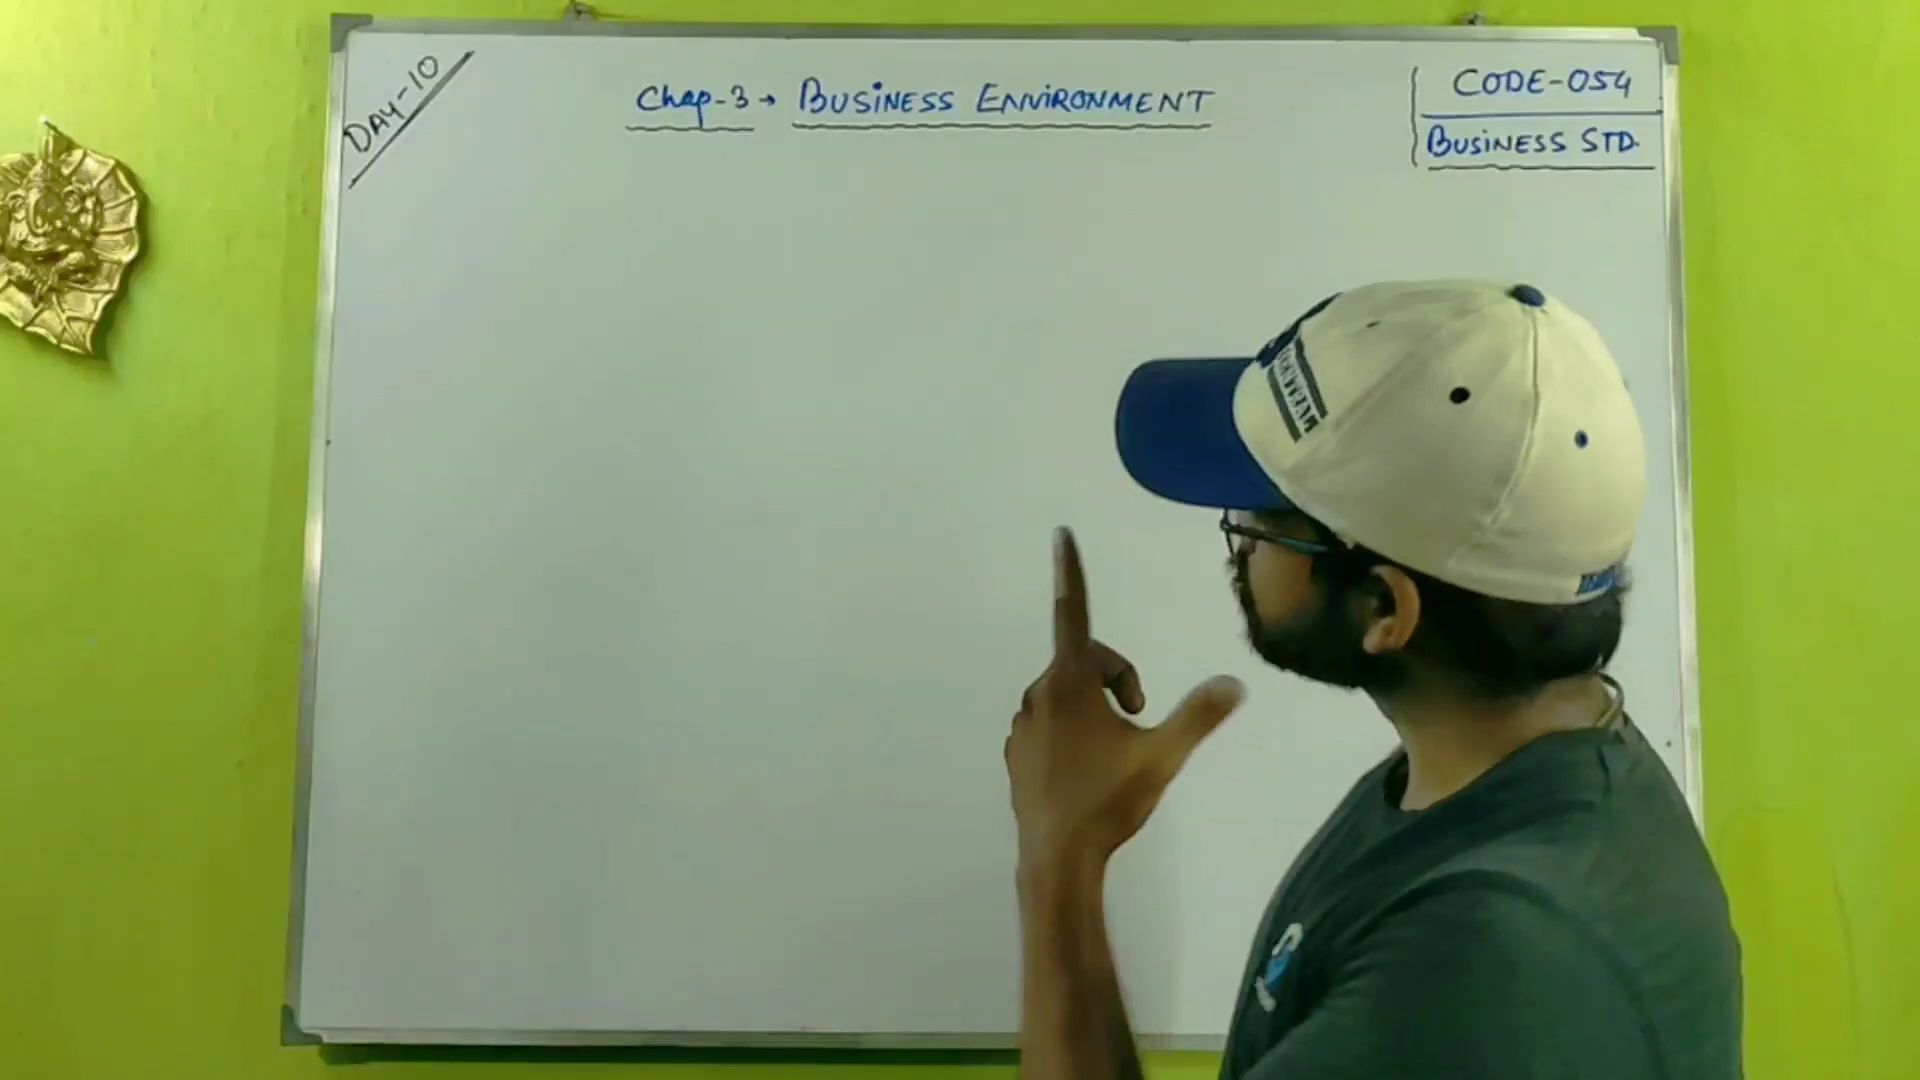 DAY-10
Chap-3 → BUSINESS ENVIRONMENT
CODE-054
BUSINESS STD.